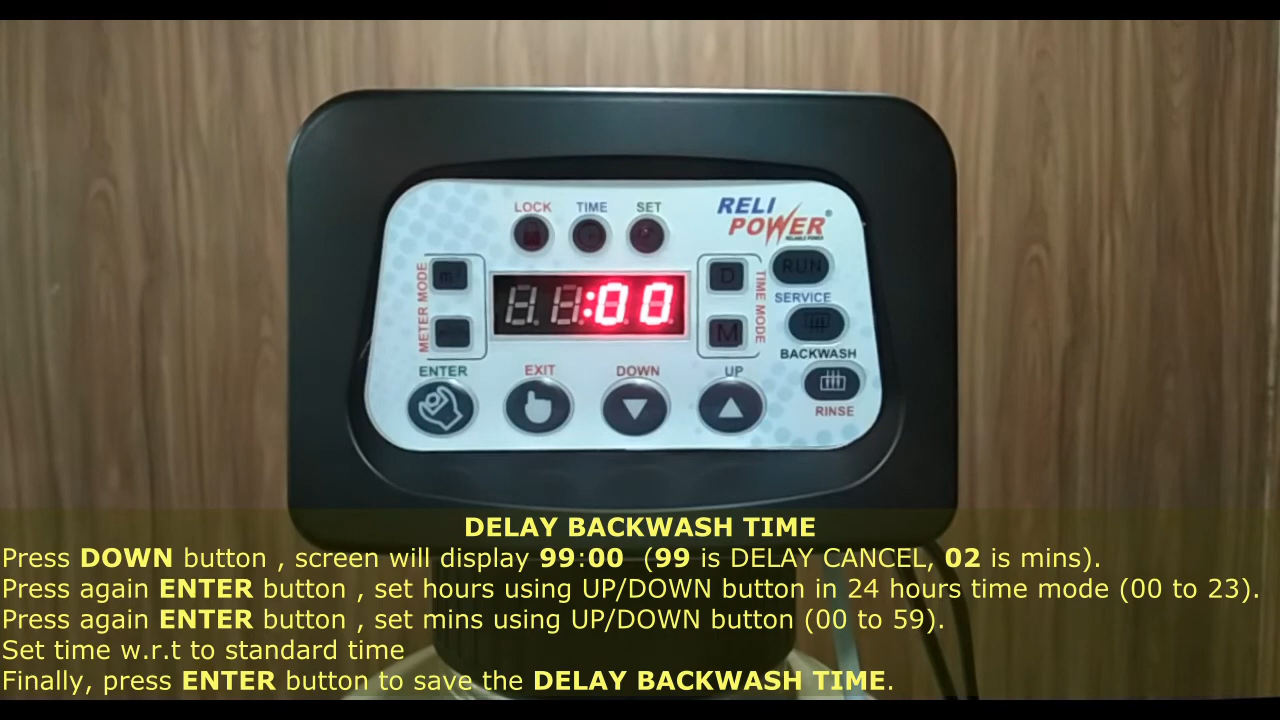 LOCK TIME SET
RELI
POWER®
RELIABLE POWER
METER MODE
D
TIME MODE
RUN
SERVICE
:00
M
BACKWASH
ENTER EXIT DOWN UP
RINSE
DELAY BACKWASH TIME
Press DOWN button , screen will display 99:00 (99 is DELAY CANCEL, 02 is mins).
Press again ENTER button , set hours using UP/DOWN button in 24 hours time mode (00 to 23).
Press again ENTER button , set mins using UP/DOWN button (00 to 59).
Set time w.r.t to standard time
Finally, press ENTER button to save the DELAY BACKWASH TIME.